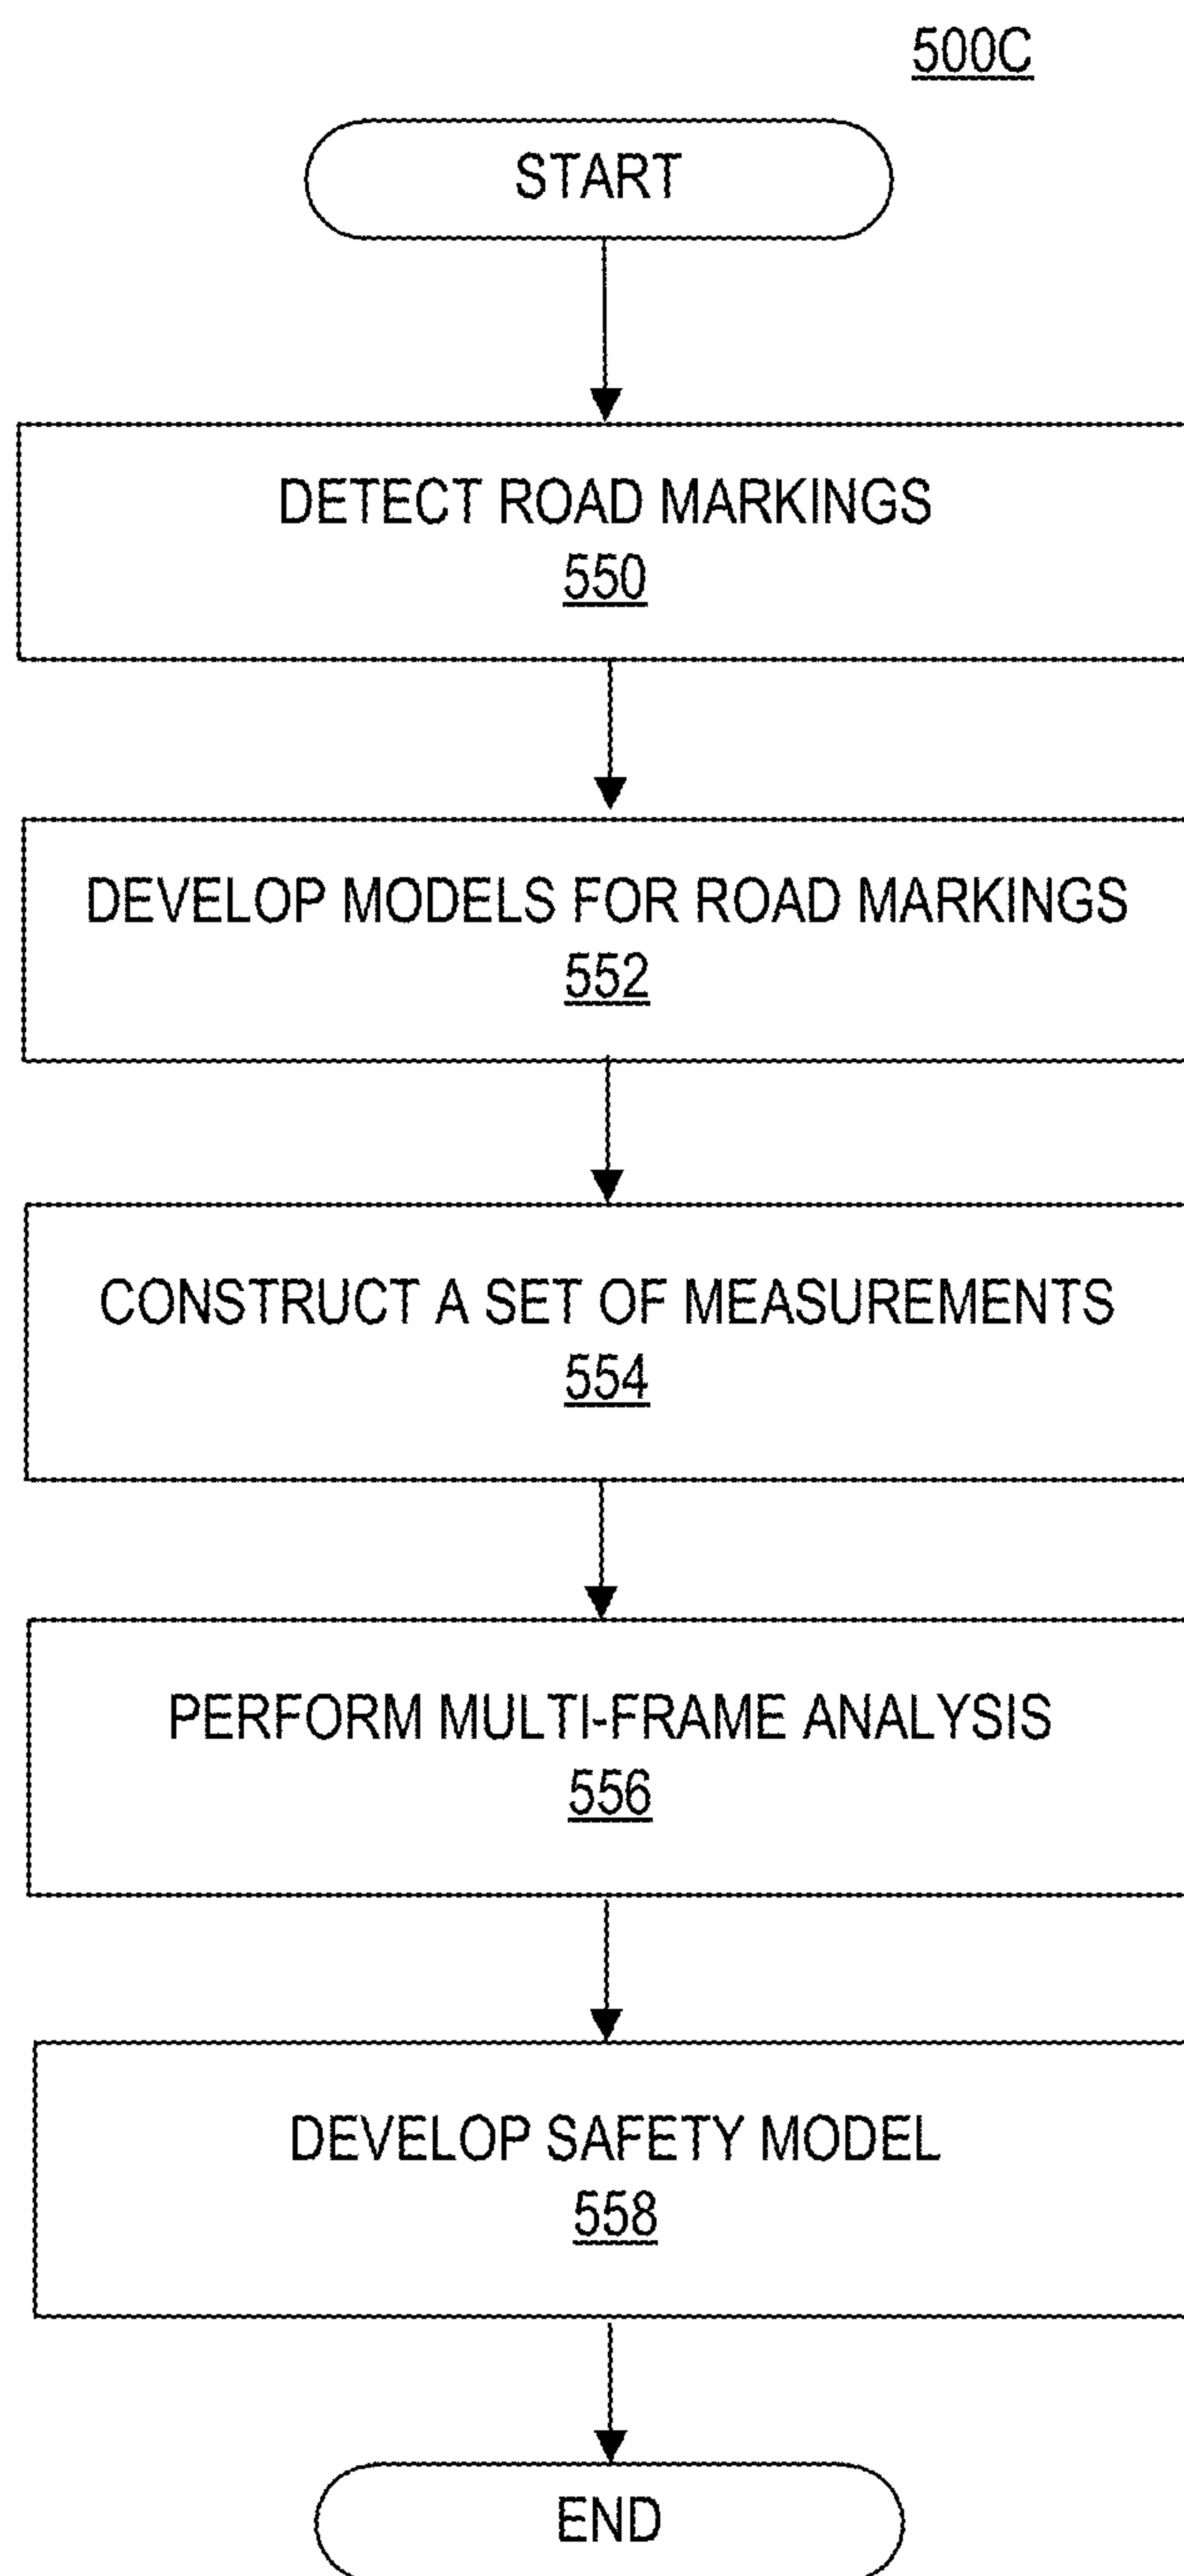 500C
START
DETECT ROAD MARKINGS
550
DEVELOP MODELS FOR ROAD MARKINGS
552
CONSTRUCT A SET OF MEASUREMENTS
554
PERFORM MULTI-FRAME ANALYSIS
556
DEVELOP SAFETY MODEL
558
END